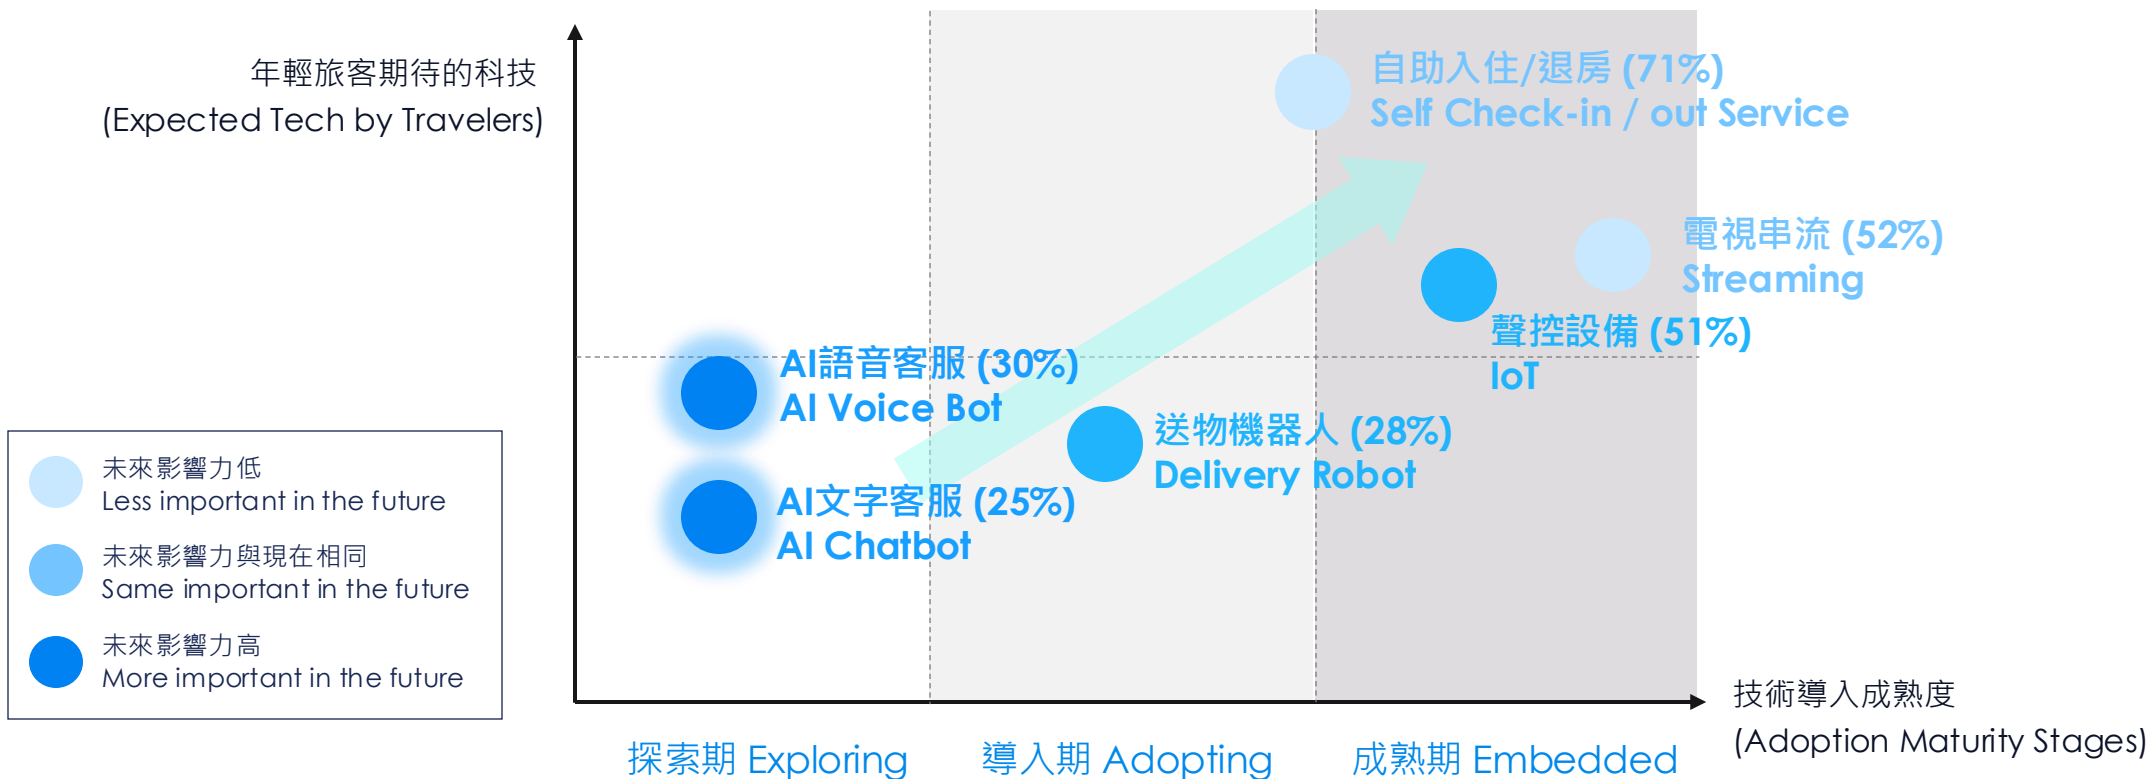 年輕旅客期待的科技
(Expected Tech by Travelers)
自助入住/退房 (71%)
Self Check-in / out Service
電視串流 (52%)
Streaming
聲控設備 (51%)
IoT
AI語音客服 (30%)
AI Voice Bot
送物機器人 (28%)
Delivery Robot
AI文字客服 (25%)
AI Chatbot
未來影響力低
Less important in the future
未來影響力與現在相同
Same important in the future
未來影響力高
More important in the future
技術導入成熟度
(Adoption Maturity Stages)
探索期 Exploring
導入期 Adopting
成熟期 Embedded